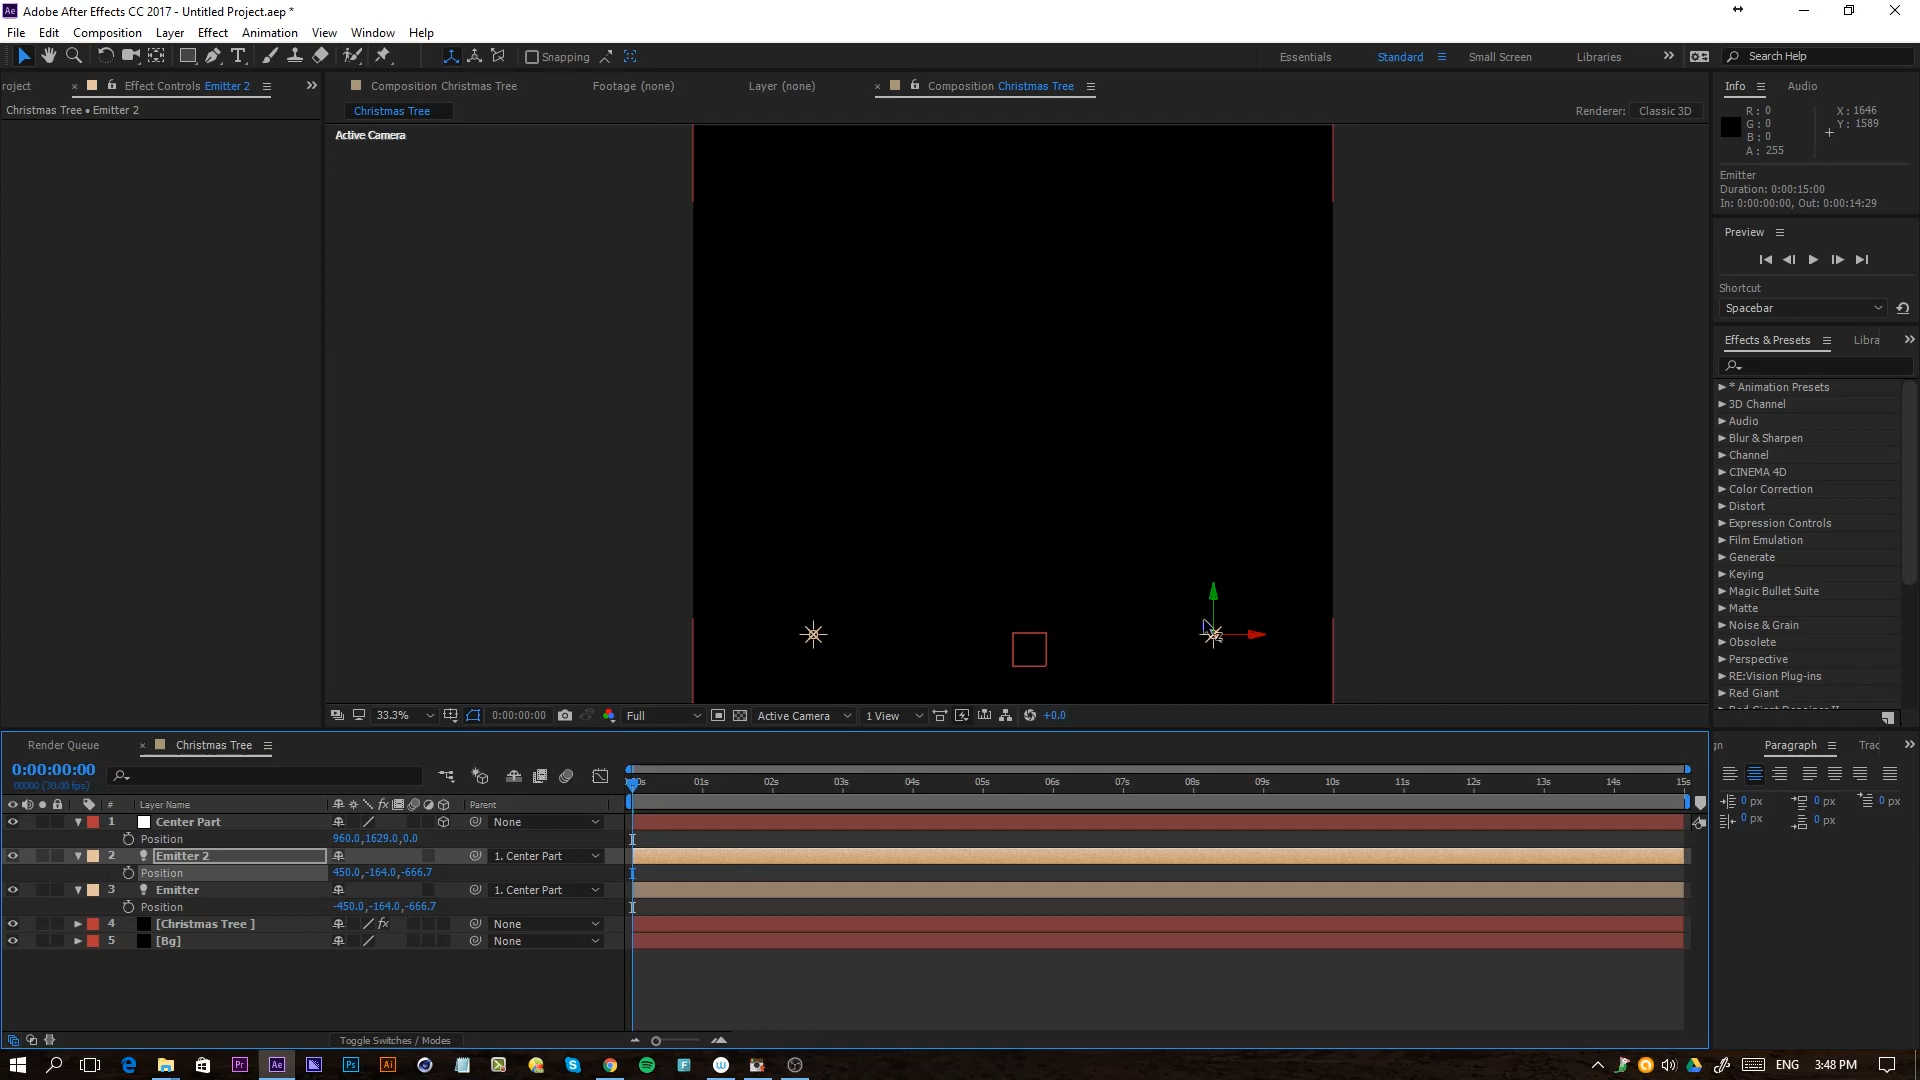 Adobe After Effects CC 2017 - Untitled Project.aep *
File Edit Composition Layer Effect Animation View Window Help
Snapping
Essentials Standard Small Screen Libraries Search Help
roject Effect Controls Emitter 2
Composition Christmas Tree Footage (none) Layer (none) Composition Christmas Tree
Info Audio
Christmas Tree • Emitter 2
Christmas Tree
Renderer: Classic 3D
Active Camera
R: 0 X: 1646
G: 0 Y: 1589
B: 0
A: 255
Emitter
Duration: 0:00:15:00
In: 0:00:00:00, Out: 0:00:14:29
Preview
Shortcut
Spacebar
Effects & Presets Libra
* Animation Presets
3D Channel
Audio
Blur & Sharpen
Channel
CINEMA 4D
Color Correction
Distort
Expression Controls
Film Emulation
Generate
Keying
Magic Bullet Suite
Matte
Noise & Grain
Obsolete
Perspective
RE:Vision Plug-ins
Red Giant
33.3% 0:00:00:00 Full Active Camera 1 View +0.0
Render Queue Christmas Tree
Paragraph Trac
0:00:00:00
00000 (30.00 fps)
01s 02s 03s 04s 05s 06s 07s 08s 09s 10s 11s 12s 13s 14s 15s
# Layer Name Parent
1 Center Part None
Position 960.0,1629.0,0.0
2 Emitter 2 1. Center Part
Position 450.0,-164.0,-666.7
3 Emitter 1. Center Part
Position -450.0,-164.0,-666.7
4 [Christmas Tree ] fx None
5 [Bg] None
0 px 0 px 0 px
0 px 0 px
Toggle Switches / Modes
ENG 3:48 PM